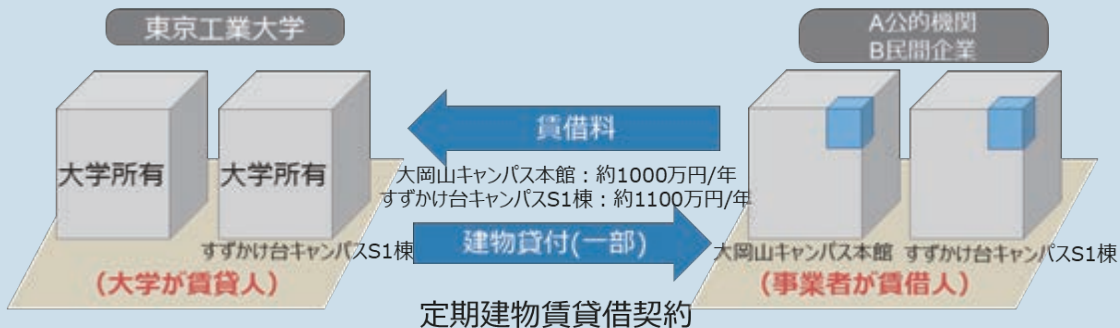 東京工業大学
A公的機関
B民間企業
大学所有
大学所有
賃借料
大岡山キャンパス本館：約1000万円/年
すずかけ台キャンパスS1棟：約1100万円/年
建物貸付(一部)
すずかけ台キャンパスS1棟
(大学が賃貸人)
大岡山キャンパス本館
すずかけ台キャンパスS1棟
(事業者が賃借人)
定期建物賃貸借契約